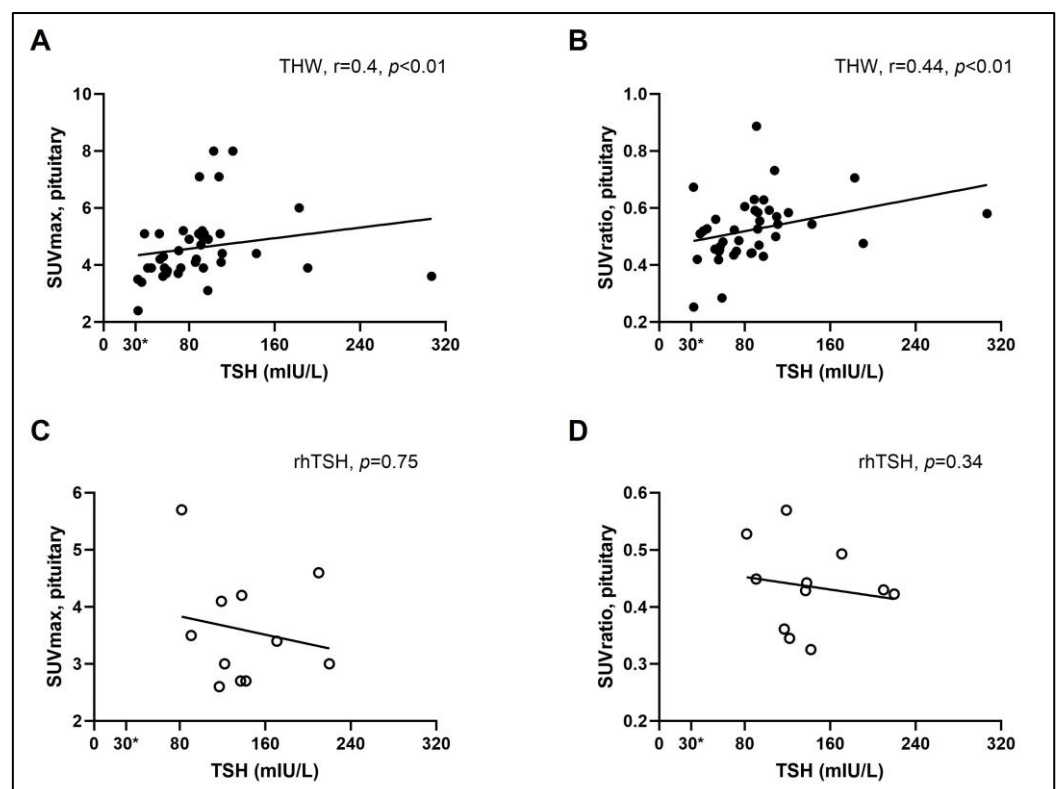 A
THW, r=0.4, p<0.01
SUVmax, pituitary
10
8
6
4
2
0 30* 80 160 240 320
TSH (mIU/L)
B
THW, r=0.44, p<0.01
SUVratio, pituitary
1.0
0.8
0.6
0.4
0.2
0 30* 80 160 240 320
TSH (mIU/L)
C
rhTSH, p=0.75
SUVmax, pituitary
6
5
4
3
2
0 30* 80 160 240 320
TSH (mIU/L)
D
rhTSH, p=0.34
SUVratio, pituitary
0.6
0.5
0.4
0.3
0.2
0 30* 80 160 240 320
TSH (mIU/L)